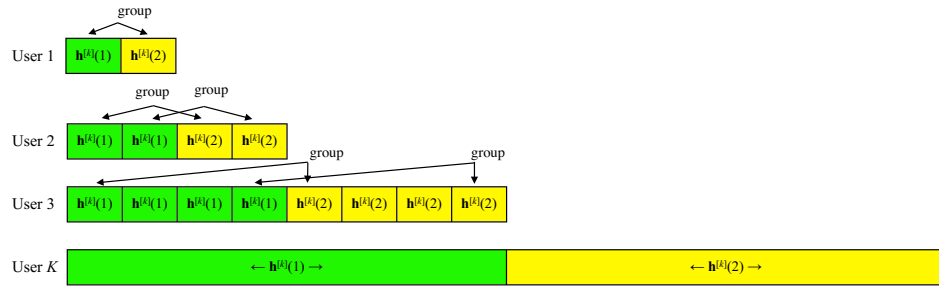 group
User 1 h^[k](1) h^[k](2)
group group
User 2 h^[k](1) h^[k](1) h^[k](2) h^[k](2)
group group
User 3 h^[k](1) h^[k](1) h^[k](1) h^[k](1) h^[k](2) h^[k](2) h^[k](2) h^[k](2)
User K ← h^[k](1) → ← h^[k](2) →